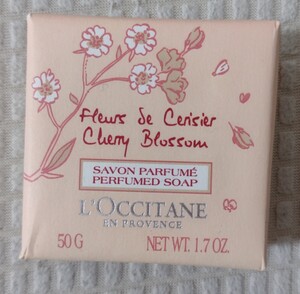 Fleurs de Cerisier
Cherry Blossom
SAVON PARFUMÉ
PERFUMED SOAP
L'OCCITANE
EN PROVENCE
50 G NET WT. 1.7 OZ.